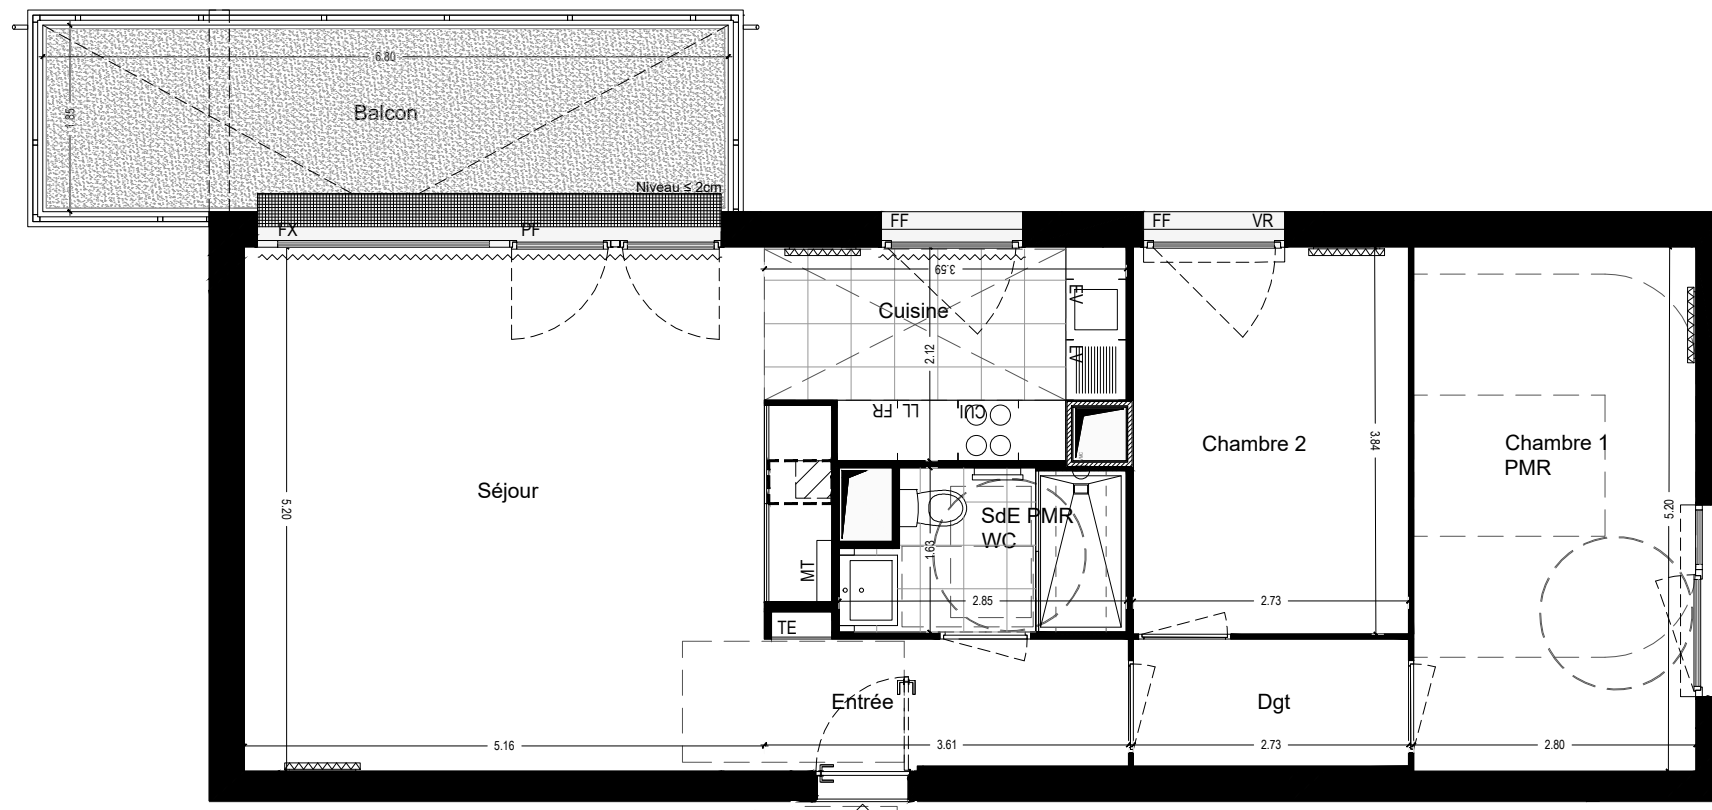 6.80
1.85
Balcon
Niveau ≤ 2cm
FX
PF
FF
FF
VR
3.59
EV
Cuisine
2.12
EV
FR
LL
CUI
Chambre 2
3.84
Chambre 1
PMR
Séjour
5.20
5.20
SdE PMR
WC
1.63
MT
2.85
2.73
TE
Entrée
Dgt
5.16
3.61
2.73
2.80